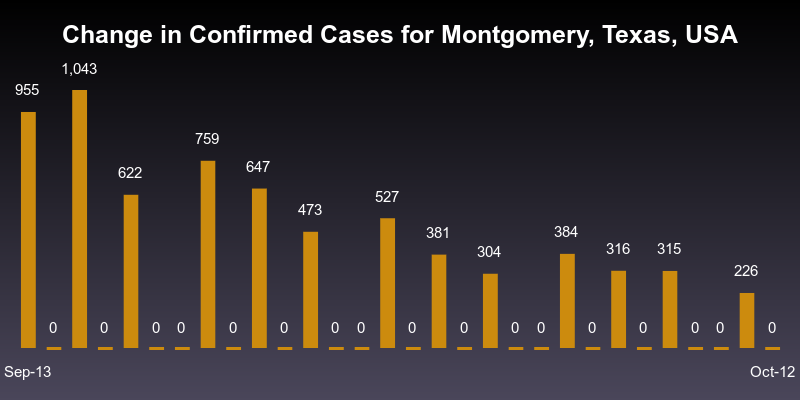 Change in Confirmed Cases for Montgomery, Texas, USA
955 0 1,043 0 622 0 0 759 0 647 0 473 0 0 527 0 381 0 304 0 0 384 0 316 0 315 0 0 226 0
Sep-13 Oct-12